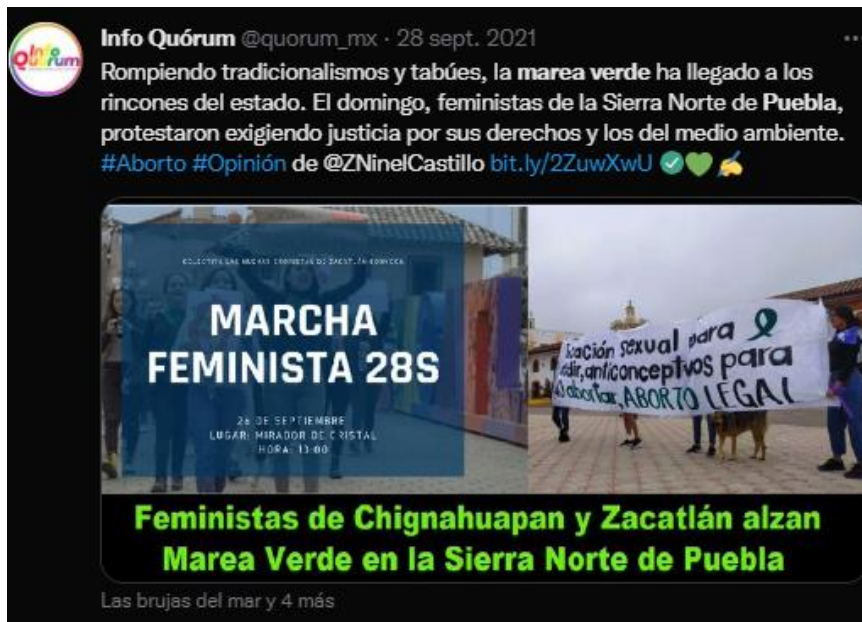 Info Quórum
Info Quórum @quorum_mx · 28 sept. 2021
Rompiendo tradicionalismos y tabúes, la marea verde ha llegado a los
rincones del estado. El domingo, feministas de la Sierra Norte de Puebla,
protestaron exigiendo justicia por sus derechos y los del medio ambiente.
#Aborto #Opinión de @ZNinelCastillo bit.ly/2ZuwXwU
MARCHA
FEMINISTA 28S
26 DE SEPTIEMBRE
LUGAR: MIRADOR DE CRISTAL
HORA: 13:00
sexual para
anticonceptivos para
abortar, ABORTO LEGAL
Feministas de Chignahuapan y Zacatlán alzan
Marea Verde en la Sierra Norte de Puebla
Las brujas del mar y 4 más